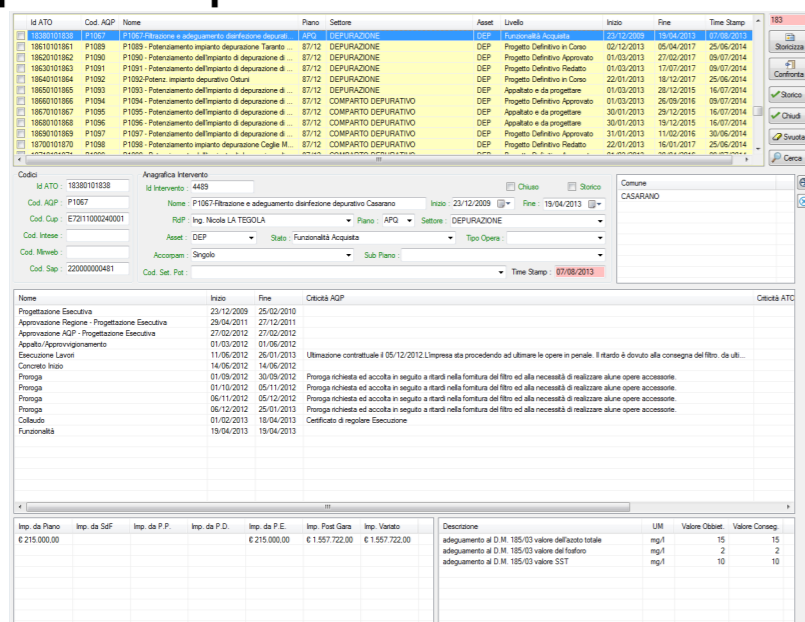 Id ATO Cod. AQP Nome Piano Settore Asset Livello Inizio Fine Time Stamp
183
18380101838 P1067 P1067-Filtrazione e adeguamento disinfezione depurati... APQ DEPURAZIONE DEP Funzionalità Acquisita 23/12/2009 19/04/2013 07/08/2013
18610101861 P1089 P1089 - Potenziamento impianto depurazione Taranto ... 87/12 DEPURAZIONE DEP Progetto Definitivo in Corso 02/12/2013 05/04/2017 25/06/2014
18620101862 P1090 P1090 - Potenziamento dell'impianto di depurazione di ... 87/12 DEPURAZIONE DEP Progetto Definitivo Approvato 01/03/2013 27/02/2017 09/07/2014
18630101863 P1091 P1091 - Potenziamento dell'impianto di depurazione di ... 87/12 DEPURAZIONE DEP Progetto Definitivo Redatto 01/03/2013 17/07/2017 09/07/2014
18640101864 P1092 P1092-Potenz. impianto depurativo Ostuni 87/12 DEPURAZIONE DEP Progetto Definitivo in Corso 22/01/2013 18/12/2017 25/06/2014
18650101865 P1093 P1093 - Potenziamento dell'impianto di depurazione di ... 87/12 DEPURAZIONE DEP Appaltato e da progettare 01/03/2013 28/12/2015 16/07/2014
18660101866 P1094 P1094 - Potenziamento dell'impianto di depurazione di ... 87/12 COMPARTO DEPURATIVO DEP Progetto Definitivo Approvato 01/03/2013 26/09/2016 09/07/2014
18670101867 P1095 P1095 - Potenziamento dell'impianto di depurazione di ... 87/12 COMPARTO DEPURATIVO DEP Appaltato e da progettare 30/01/2013 29/12/2015 16/07/2014
18680101868 P1096 P1096 - Potenziamento dell'impianto di depurazione di ... 87/12 COMPARTO DEPURATIVO DEP Appaltato e da progettare 30/01/2013 19/12/2015 16/07/2014
18690101869 P1097 P1097 - Potenziamento dell'impianto di depurazione di ... 87/12 COMPARTO DEPURATIVO DEP Progetto Definitivo Approvato 31/01/2013 11/02/2016 30/06/2014
18700101870 P1098 P1098 - Potenziamento impianto depurazione Ceglie M... 87/12 COMPARTO DEPURATIVO DEP Progetto Definitivo Redatto 22/01/2013 16/01/2017 25/06/2014
Storicizza
Confronta
Storico
Chiudi
Svuota
Cerca
Codici
Id ATO : 18380101838
Cod. AQP : P1067
Cod. Cup : E72I11000240001
Cod. Intese :
Cod. Minweb :
Cod. Sap : 220000000481
Anagrafica Intervento
Id Intervento : 4489 Chiuso Storico
Nome : P1067-Filtrazione e adeguamento disinfezione depurativo Casarano Inizio : 23/12/2009 Fine : 19/04/2013
RdP : Ing. Nicola LA TEGOLA Piano : APQ Settore : DEPURAZIONE
Asset : DEP Stato : Funzionalità Acquisita Tipo Opera :
Accorpam : Singolo Sub Piano :
Cod. Set. Pot : Time Stamp : 07/08/2013
Comune
CASARANO
Nome Inizio Fine Criticità AQP Criticità ATO
Progettazione Esecutiva 23/12/2009 25/02/2010
Approvazione Regione - Progettazione Esecutiva 29/04/2011 27/12/2011
Approvazione AQP - Progettazione Esecutiva 27/02/2012 27/02/2012
Appalto/Approvvigionamento 01/03/2012 01/06/2012
Esecuzione Lavori 11/06/2012 26/01/2013 Ultimazione contrattuale il 05/12/2012.L'impresa sta procedendo ad ultimare le opere in penale. Il ritardo è dovuto alla consegna del filtro. da ulti...
Concreto Inizio 14/06/2012 14/06/2012
Proroga 01/09/2012 30/09/2012 Proroga richiesta ed accolta in seguito a ritardi nella fornitura del filtro ed alla necessità di realizzare alune opere accessorie.
Proroga 01/10/2012 05/11/2012 Proroga richiesta ed accolta in seguito a ritardi nella fornitura del filtro ed alla necessità di realizzare alune opere accessorie.
Proroga 06/11/2012 05/12/2012 Proroga richiesta ed accolta in seguito a ritardi nella fornitura del filtro ed alla necessità di realizzare alune opere accessorie.
Proroga 06/12/2012 25/01/2013 Proroga richiesta ed accolta in seguito a ritardi nella fornitura del filtro ed alla necessità di realizzare alune opere accessorie.
Collaudo 01/02/2013 18/04/2013 Certificato di regolare Esecuzione
Funzionalità 19/04/2013 19/04/2013
Imp. da Piano Imp. da SdF Imp. da P.P. Imp. da P.D. Imp. da P.E. Imp. Post Gara Imp. Variato
€ 215.000,00 € 215.000,00 € 1.557.722,00 € 1.557.722,00
Descrizione UM Valore Obbiet. Valore Conseg.
adeguamento al D.M. 185/03 valore dell'azoto totale mg/l 15 15
adeguamento al D.M. 185/03 valore del fosforo mg/l 2 2
adeguamento al D.M. 185/03 valore SST mg/l 10 10